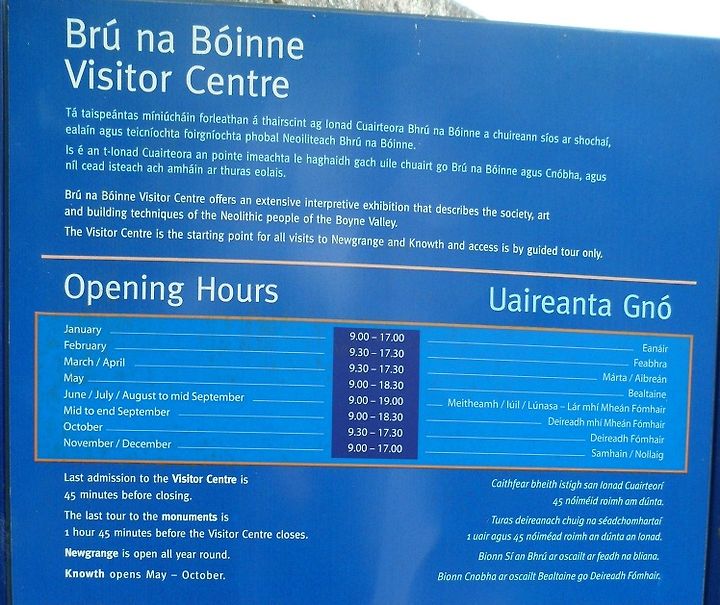 Brú na Bóinne
Visitor Centre
Tá taispeántas míniúcháin forleathan á thairscint ag Ionad Cuairteora Bhrú na Bóinne a chuireann síos ar shochaí,
ealaín agus teicníochta foirgníochta phobal Neoiliteach Bhrú na Bóinne.
Is é an t-Ionad Cuairteora an pointe imeachta le haghaidh gach uile chuairt go Brú na Bóinne agus Cnóbha, agus
níl cead isteach ach amháin ar thuras eolais.
Brú na Bóinne Visitor Centre offers an extensive interpretive exhibition that describes the society, art
and building techniques of the Neolithic people of the Boyne Valley.
The Visitor Centre is the starting point for all visits to Newgrange and Knowth and access is by guided tour only.
Opening Hours Uaireanta Gnó
January 9.00 – 17.00 Eanáir
February 9.30 – 17.30 Feabhra
March / April 9.30 – 17.30 Márta / Aibreán
May 9.00 – 18.30 Bealtaine
June / July / August to mid September 9.00 – 19.00 Meitheamh / Iúil / Lúnasa – Lár mhí Mheán Fómhair
Mid to end September 9.00 – 18.30 Deireadh mhí Mheán Fómhair
October 9.30 – 17.30 Deireadh Fómhair
November / December 9.00 – 17.00 Samhain / Nollaig
Last admission to the Visitor Centre is
45 minutes before closing.
The last tour to the monuments is
1 hour 45 minutes before the Visitor Centre closes.
Newgrange is open all year round.
Knowth opens May – October.
Caithfear bheith istigh san Ionad Cuairteorí
45 nóiméid roimh am dúnta.
Turas deireanach chuig na séadchomhartaí
1 uair agus 45 nóiméad roimh an dúnta an Ionad.
Bionn Sí an Bhrú ar oscailt ar feadh na bliana.
Bionn Cnobha ar oscailt Bealtaine go Deireadh Fómhair.